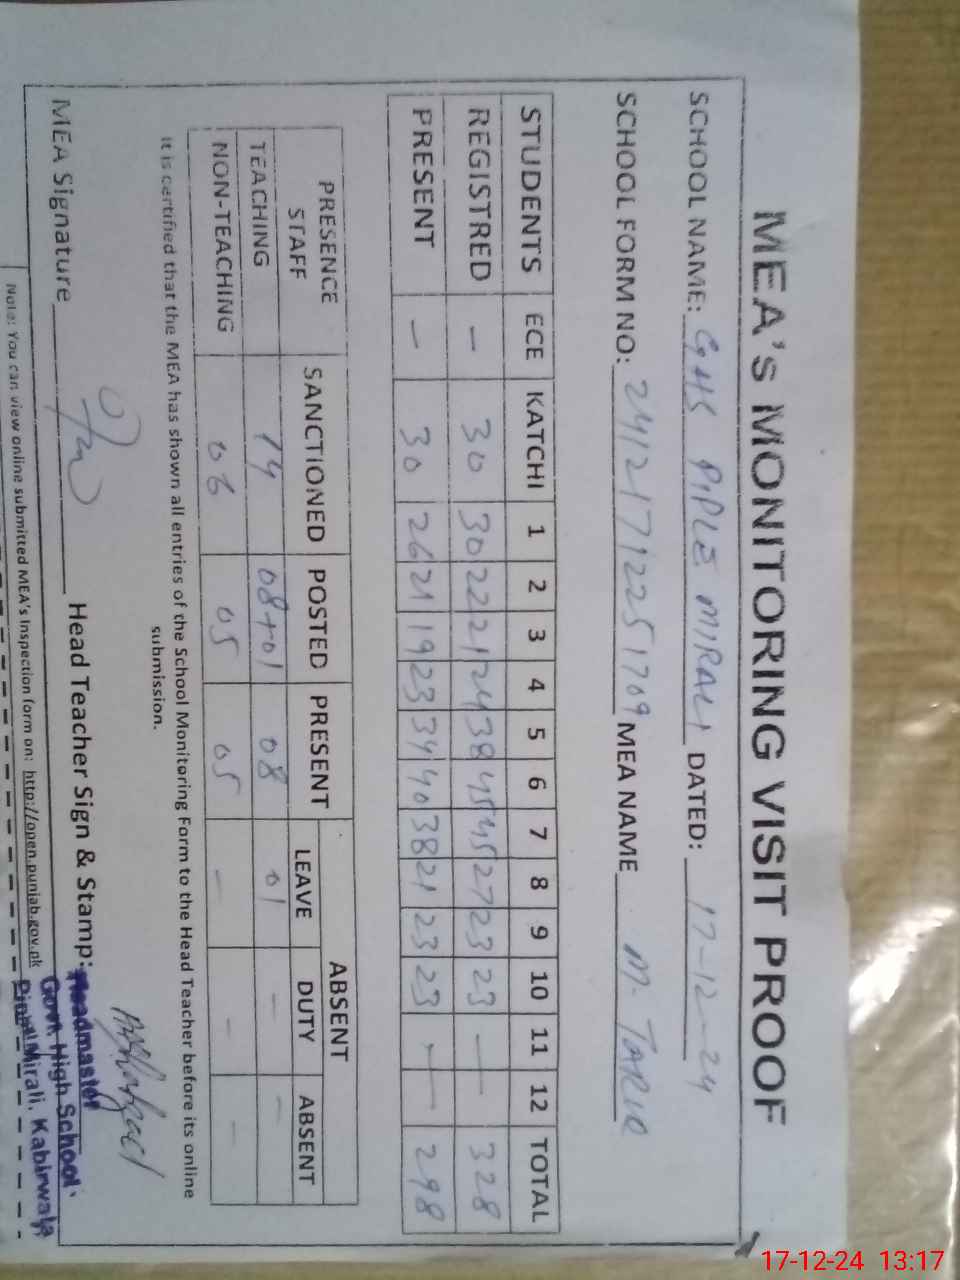 MEA's MONITORING VISIT PROOF
SCHOOL NAME: GHS PIPLE MIRALI DATED: 17-12-24
SCHOOL FORM NO: 24121712251709 MEA NAME M. TARIQ
STUDENTS ECE KATCHI 1 2 3 4 5 6 7 8 9 10 11 12 TOTAL
REGISTRED - 30 30 22 21 24 38 45 45 27 23 23 - - 328
PRESENT - 30 26 21 19 23 34 40 38 21 23 23 - - 298
PRESENCE STAFF SANCTIONED POSTED PRESENT ABSENT
LEAVE DUTY ABSENT
TEACHING 14 08+01 08 01 - -
NON-TEACHING 06 05 05 - - -
It is certified that the MEA has shown all entries of the School Monitoring Form to the Head Teacher before its online
submission.
MEA Signature Head Teacher Sign & Stamp:
Headmaster
Govt. High School
Pipal Mirali. Kabirwala
Note: You can view online submitted MEA's Inspection form on: http://open.punjab.gov.pk
17-12-24 13:17